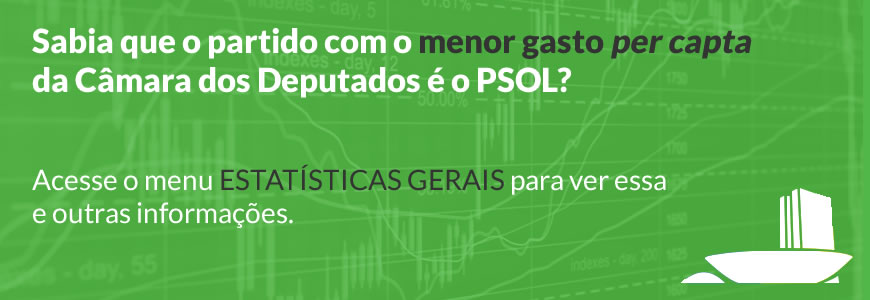 Sabia que o partido com o menor gasto per capta
da Câmara dos Deputados é o PSOL?
Acesse o menu ESTATÍSTICAS GERAIS para ver essa
e outras informações.